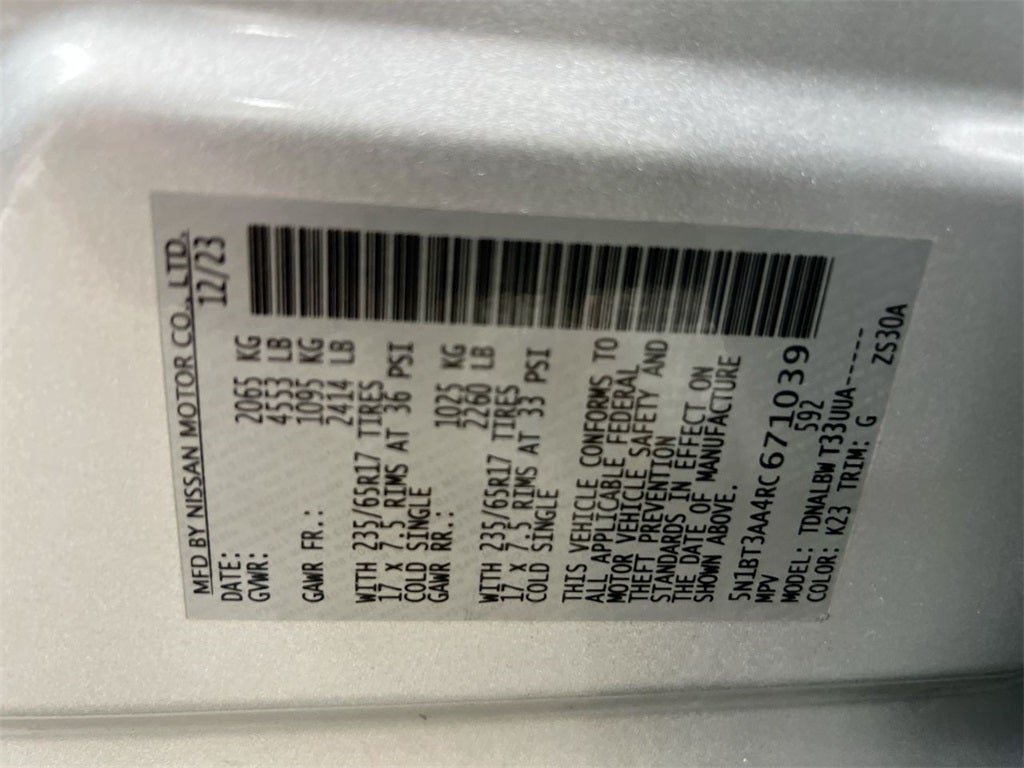 MFD BY NISSAN MOTOR CO., LTD.
DATE: 12/23
GVWR: 2065 KG
4553 LB
GAWR FR.: 1095 KG
2414 LB
WITH 235/65R17 TIRES
17 X 7.5 RIMS AT 36 PSI
COLD SINGLE
GAWR RR.: 1025 KG
2260 LB
WITH 235/65R17 TIRES
17 X 7.5 RIMS AT 33 PSI
COLD SINGLE
THIS VEHICLE CONFORMS TO
ALL APPLICABLE FEDERAL
MOTOR VEHICLE SAFETY AND
THEFT PREVENTION
STANDARDS IN EFFECT ON
THE DATE OF MANUFACTURE
SHOWN ABOVE.
5N1BT3AA4RC671039
MPV 592
MODEL: TDNALBW T33UUA-----
COLOR: K23 TRIM: G ZS30A